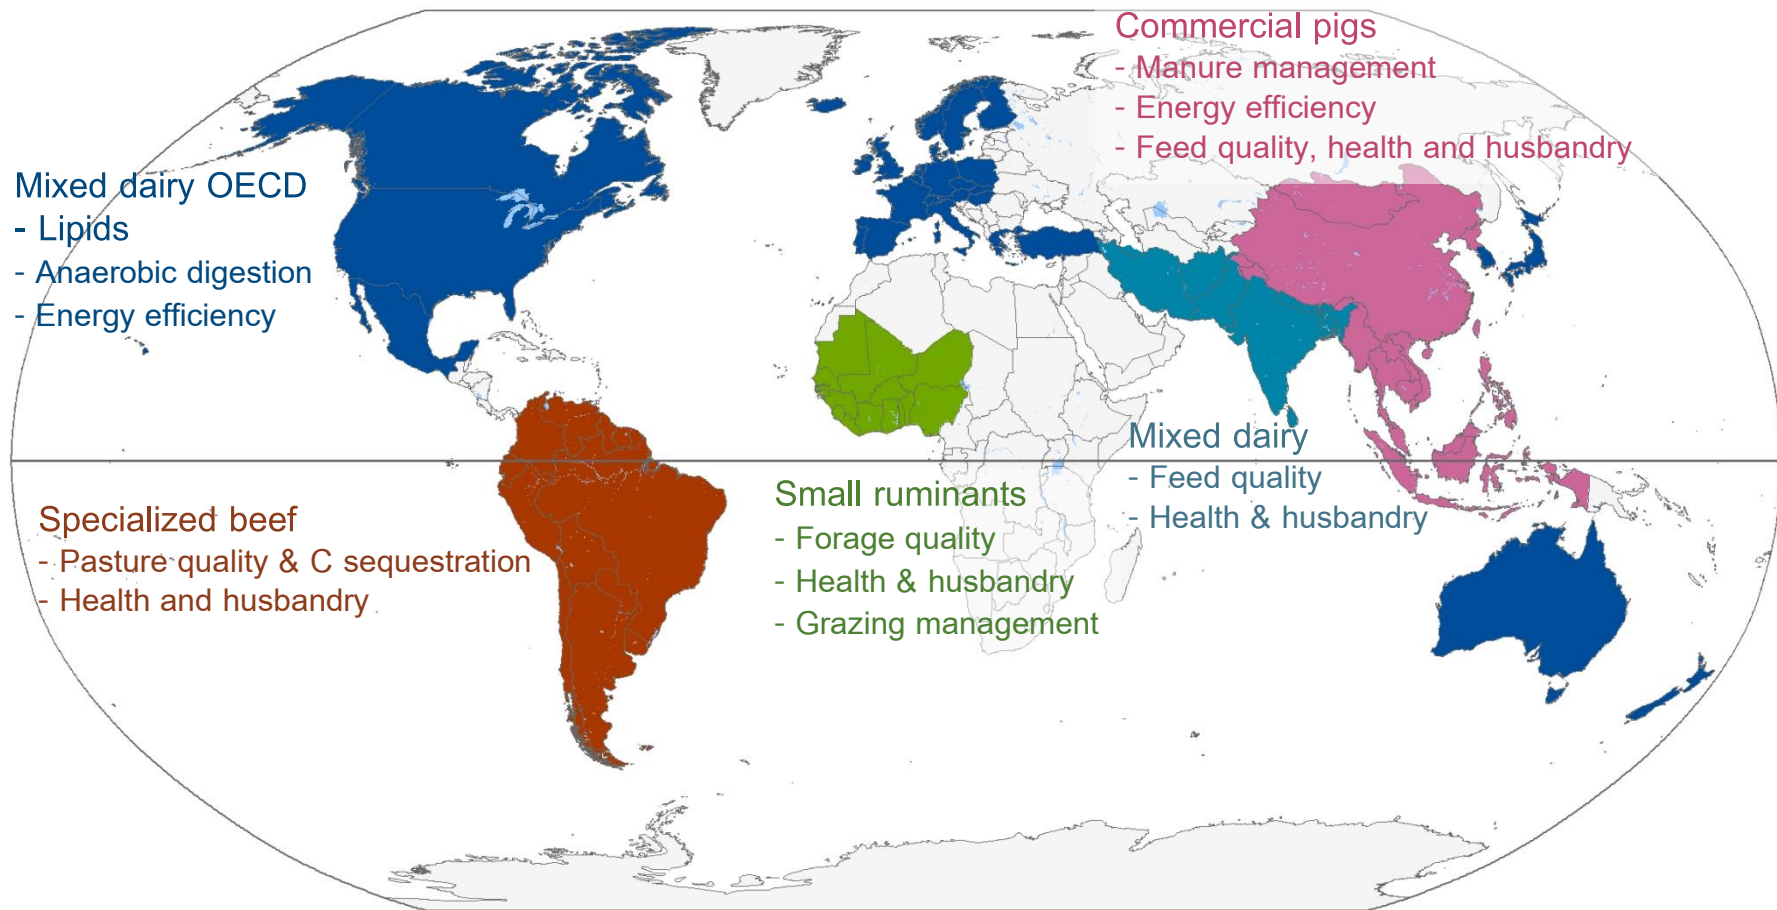 Commercial pigs
- Manure management
- Energy efficiency
- Feed quality, health and husbandry
Mixed dairy OECD
- Lipids
- Anaerobic digestion
- Energy efficiency
Mixed dairy
- Feed quality
- Health & husbandry
Small ruminants
- Forage quality
- Health & husbandry
- Grazing management
Specialized beef
- Pasture quality & C sequestration
- Health and husbandry